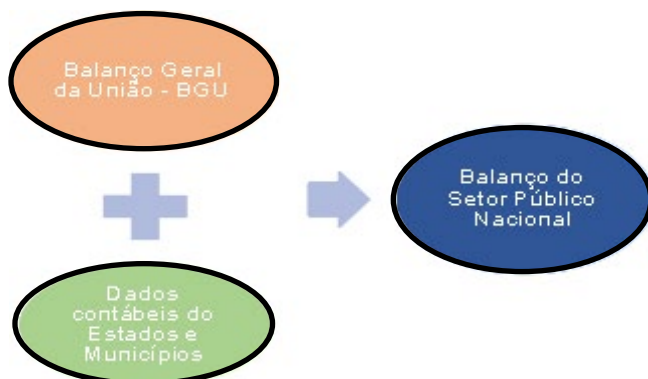 Balanço Geral
da União - BGU
Balanço do
Setor Público
Nacional
Dados
contábeis do
Estados e
Municípios